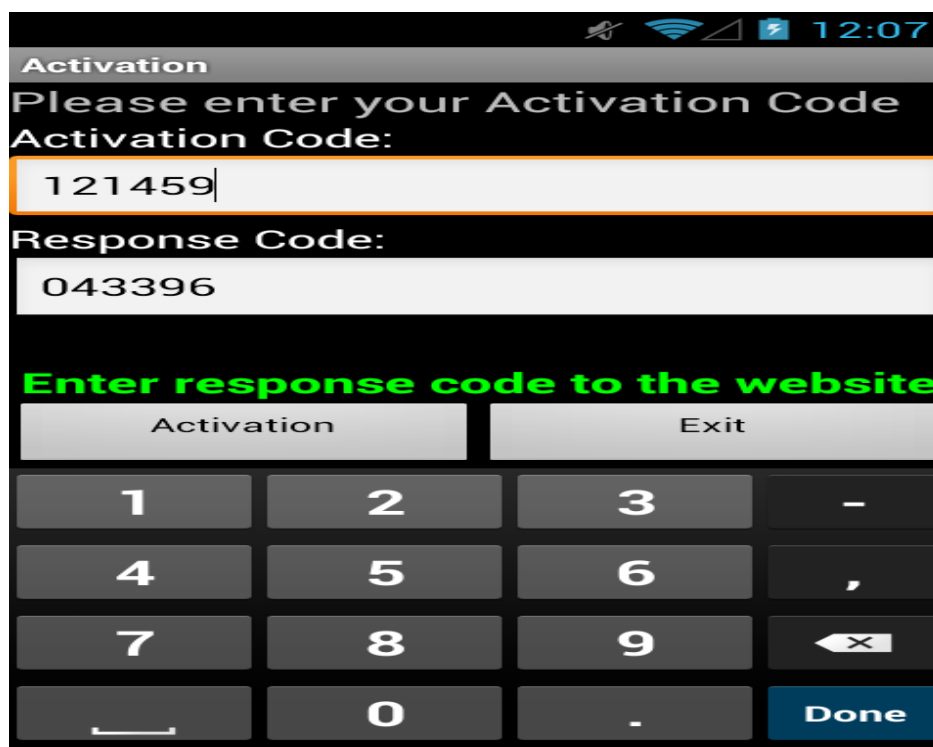 12:07
Activation
Please enter your Activation Code
Activation Code:
121459
Response Code:
043396
Enter response code to the website
Activation Exit
1 2 3 -
4 5 6 ,
7 8 9
0 .
Done